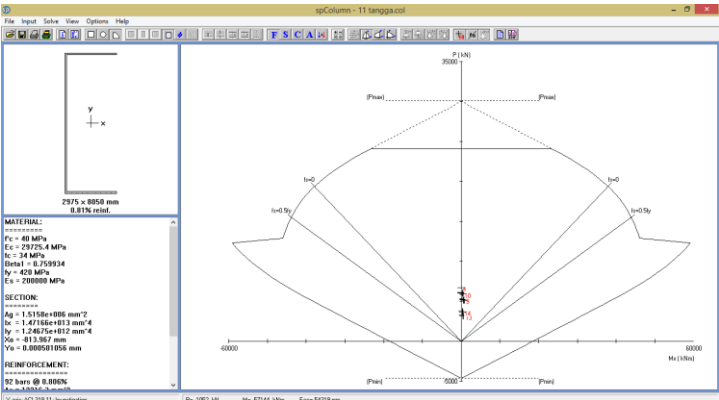 spColumn - 11 tangga.col
File Input Solve View Options Help
F S C A
P (kN)
35000
(Pmax) (Pmax)
y
x
fs=0 fs=0
2975 x 8050 mm
0.81% reinf.
fs=0.5fy fs=0.5fy
MATERIAL:
=========
f'c = 40 MPa
Ec = 29725.4 MPa
fc = 34 MPa
Beta1 = 0.759934
fy = 420 MPa
Es = 200000 MPa
SECTION:
========
Ag = 1.5158e+006 mm^2
Ix = 1.47166e+013 mm^4
Iy = 1.24675e+012 mm^4
Xo = -813.967 mm
Yo = 0.000501056 mm
-60000 60000
Mx (kNm)
REINFORCEMENT:
92 bars @ 0.806%
(Pmin) -5000 (Pmin)